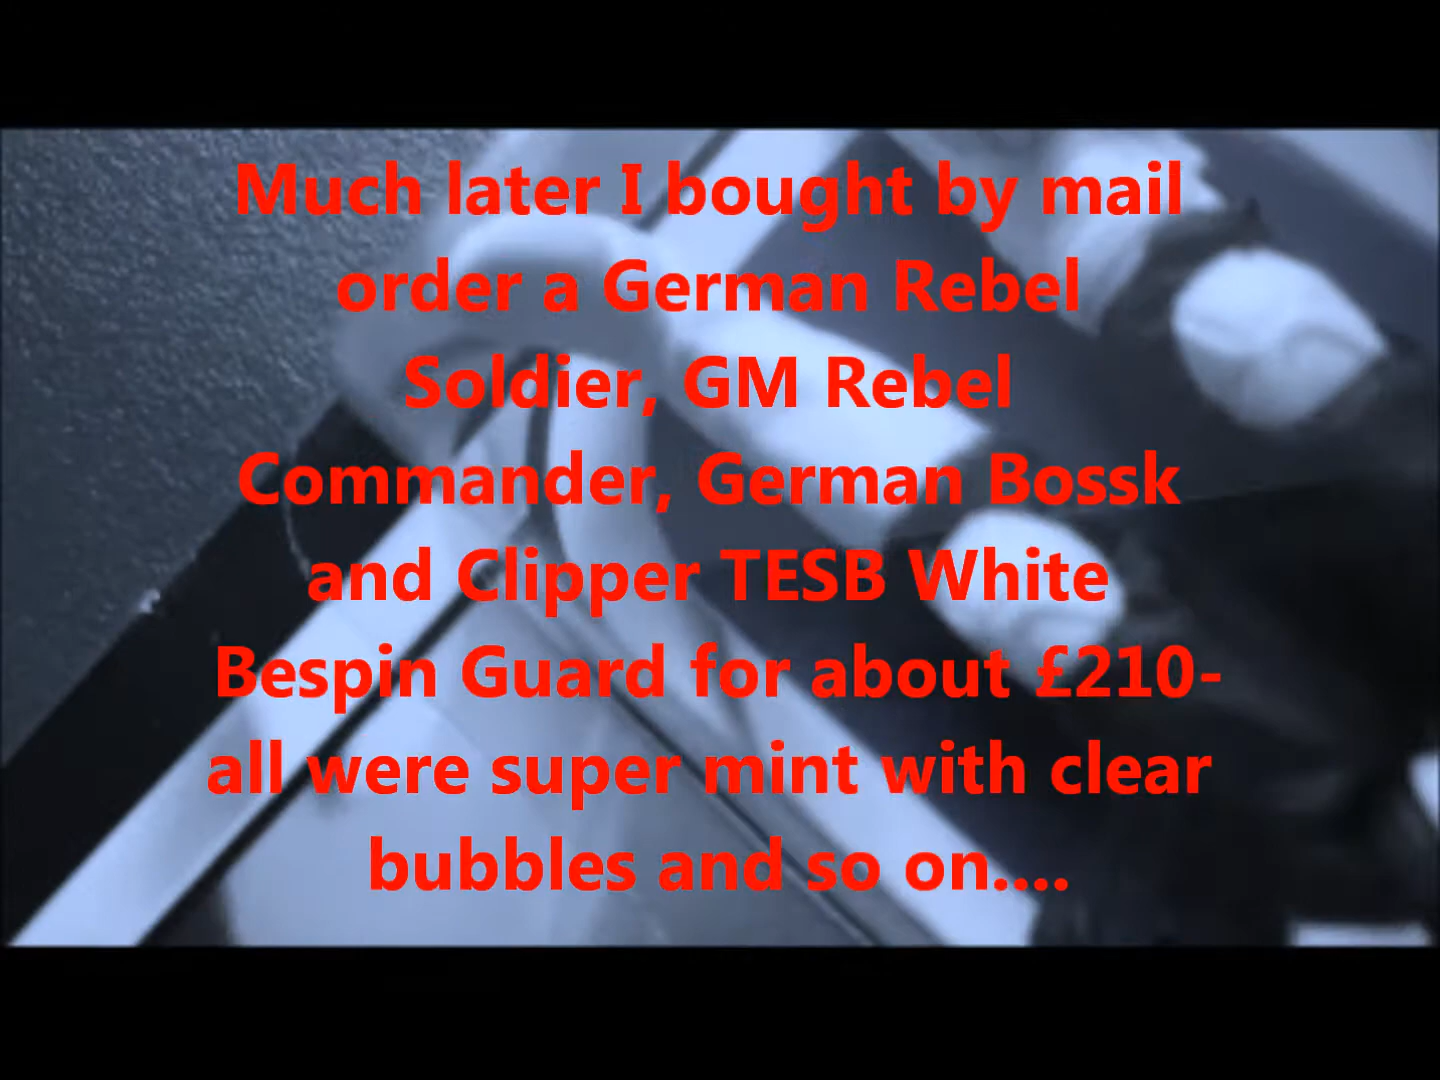 Much later I bought by mail
order a German Rebel
Soldier, GM Rebel
Commander, German Bossk
and Clipper TESB White
Bespin Guard for about £210-
all were super mint with clear
bubbles and so on....